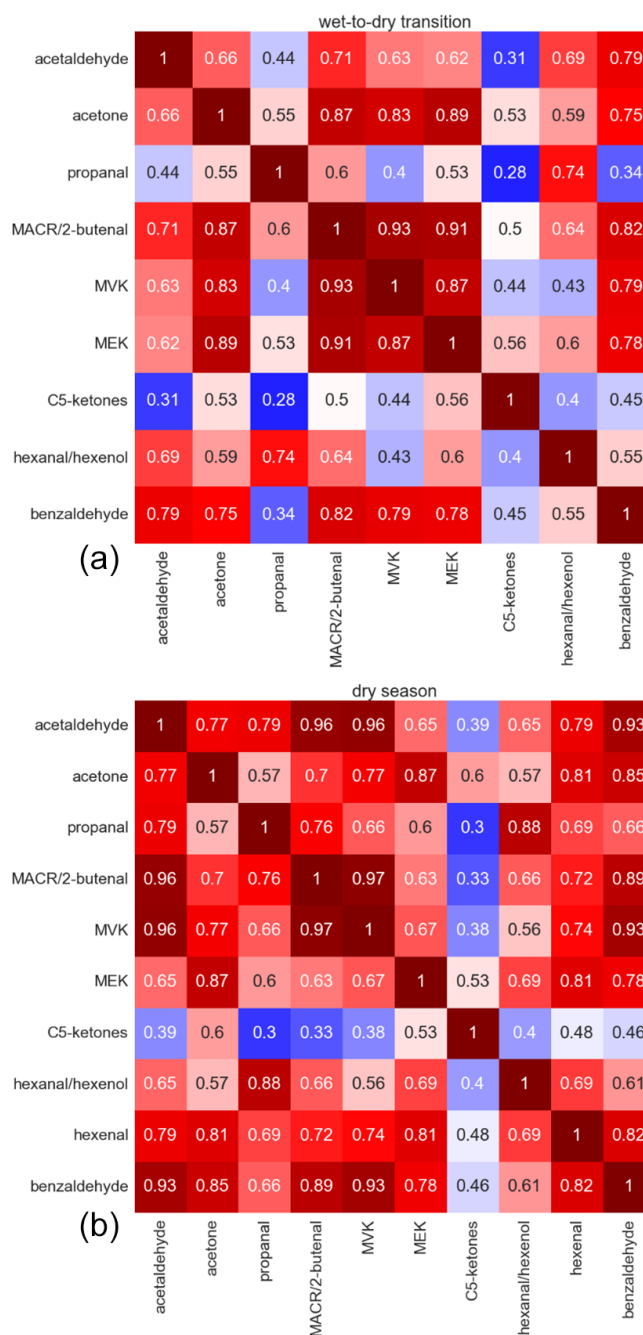 wet-to-dry transition
acetaldehyde 1 0.66 0.44 0.71 0.63 0.62 0.31 0.69 0.79
acetone 0.66 1 0.55 0.87 0.83 0.89 0.53 0.59 0.75
propanal 0.44 0.55 1 0.6 0.4 0.53 0.28 0.74 0.34
MACR/2-butenal 0.71 0.87 0.6 1 0.93 0.91 0.5 0.64 0.82
MVK 0.63 0.83 0.4 0.93 1 0.87 0.44 0.43 0.79
MEK 0.62 0.89 0.53 0.91 0.87 1 0.56 0.6 0.78
C5-ketones 0.31 0.53 0.28 0.5 0.44 0.56 1 0.4 0.45
hexanal/hexenol 0.69 0.59 0.74 0.64 0.43 0.6 0.4 1 0.55
benzaldehyde 0.79 0.75 0.34 0.82 0.79 0.78 0.45 0.55 1
(a)
acetaldehyde acetone propanal MACR/2-butenal MVK MEK C5-ketones hexanal/hexenol benzaldehyde
dry season
acetaldehyde 1 0.77 0.79 0.96 0.96 0.65 0.39 0.65 0.79 0.93
acetone 0.77 1 0.57 0.7 0.77 0.87 0.6 0.57 0.81 0.85
propanal 0.79 0.57 1 0.76 0.66 0.6 0.3 0.88 0.69 0.66
MACR/2-butenal 0.96 0.7 0.76 1 0.97 0.63 0.33 0.66 0.72 0.89
MVK 0.96 0.77 0.66 0.97 1 0.67 0.38 0.56 0.74 0.93
MEK 0.65 0.87 0.6 0.63 0.67 1 0.53 0.69 0.81 0.78
C5-ketones 0.39 0.6 0.3 0.33 0.38 0.53 1 0.4 0.48 0.46
hexanal/hexenol 0.65 0.57 0.88 0.66 0.56 0.69 0.4 1 0.69 0.61
hexenal 0.79 0.81 0.69 0.72 0.74 0.81 0.48 0.69 1 0.82
benzaldehyde 0.93 0.85 0.66 0.89 0.93 0.78 0.46 0.61 0.82 1
(b)
acetaldehyde acetone propanal MACR/2-butenal MVK MEK C5-ketones hexanal/hexenol hexenal benzaldehyde